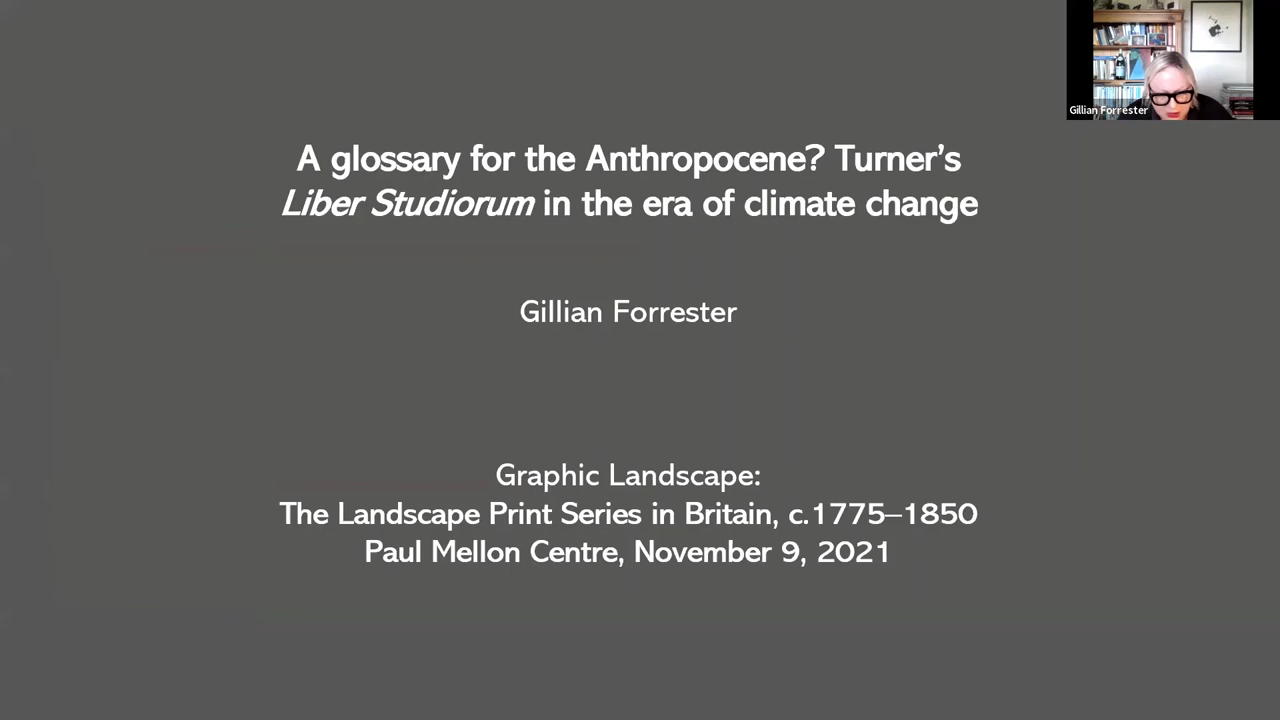 Gillian Forrester
A glossary for the Anthropocene? Turner’s
Liber Studiorum in the era of climate change
Gillian Forrester
Graphic Landscape:
The Landscape Print Series in Britain, c.1775–1850
Paul Mellon Centre, November 9, 2021